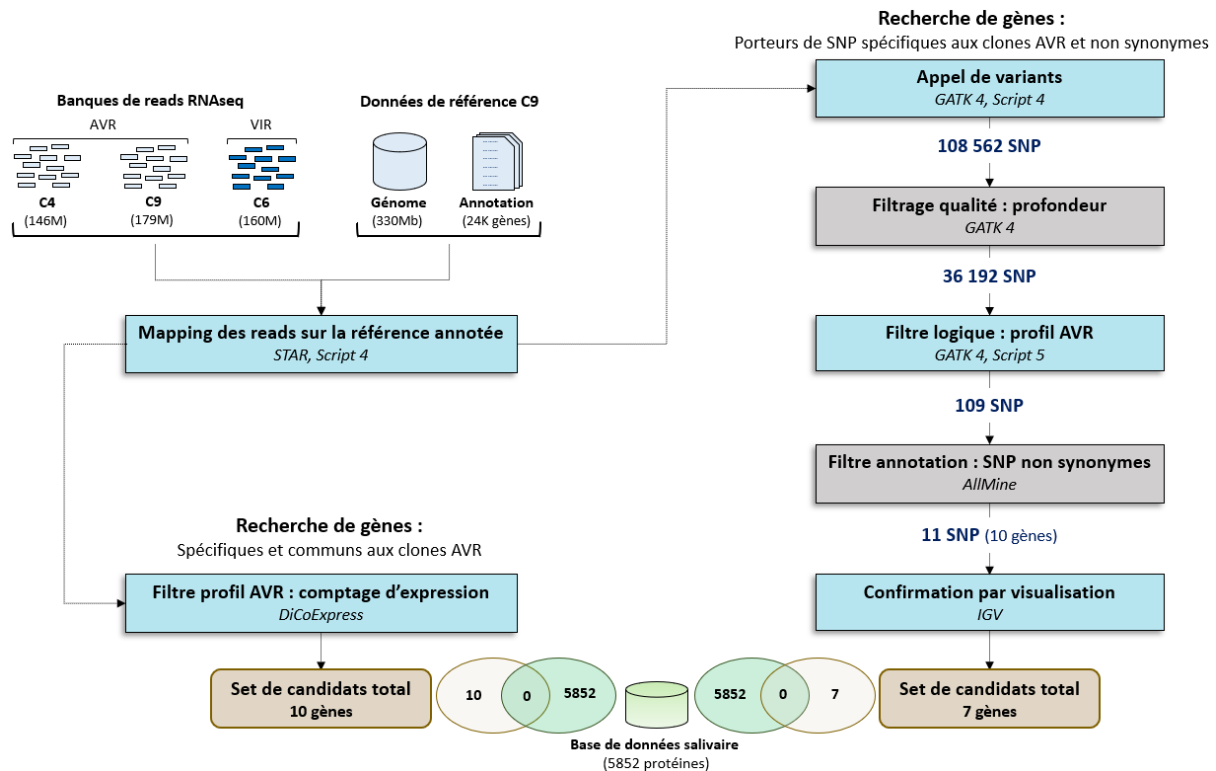 Banques de reads RNAseq
AVR
VIR
C4
(146M)
C9
(179M)
C6
(160M)
Données de référence C9
Génome
(330Mb)
Annotation
(24K gènes)
Mapping des reads sur la référence annotée
STAR, Script 4
Recherche de gènes :
Spécifiques et communs aux clones AVR
Filtre profil AVR : comptage d'expression
DiCoExpress
Set de candidats total
10 gènes
10
0
5852
Recherche de gènes :
Porteurs de SNP spécifiques aux clones AVR et non synonymes
Appel de variants
GATK 4, Script 4
108 562 SNP
Filtrage qualité : profondeur
GATK 4
36 192 SNP
Filtre logique : profil AVR
GATK 4, Script 5
109 SNP
Filtre annotation : SNP non synonymes
AllMine
11 SNP (10 gènes)
Confirmation par visualisation
IGV
5852
0
7
Set de candidats total
7 gènes
Base de données salivaire
(5852 protéines)